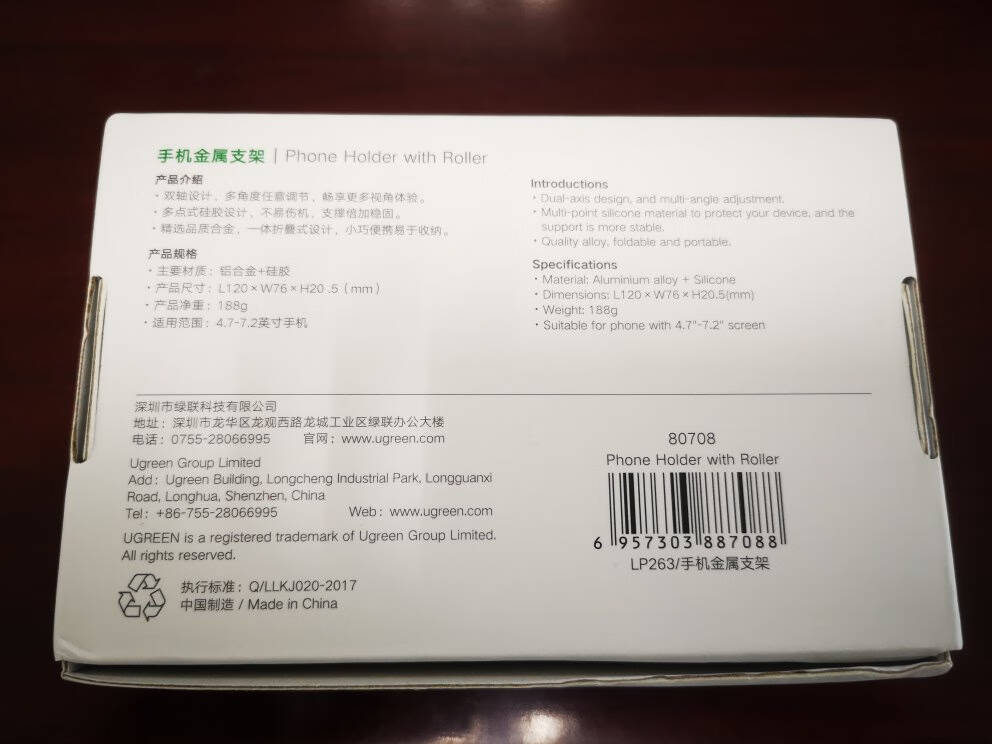 手机金属支架 | Phone Holder with Roller
产品介紹
· 双轴设计，多角度任意调节，畅享更多视角体验。
· 多点式硅胶设计，不易伤机，支撑倍加稳固。
· 精选品质合金，一体折叠式设计，小巧便携易于收纳。
产品规格
· 主要材质：铝合金+硅胶
· 产品尺寸：L120×W76×H20.5（mm）
· 产品净重：188g
· 适用范围：4.7-7.2英寸手机
Introductions
· Dual-axis design, and multi-angle adjustment.
· Multi-point silicone material to protect your device, and the
support is more stable.
· Quality alloy, foldable and portable.
Specifications
· Material: Aluminium alloy + Silicone
· Dimensions: L120×W76×H20.5(mm)
· Weight: 188g
· Suitable for phone with 4.7"-7.2" screen
深圳市绿联科技有限公司
地址：深圳市龙华区龙观西路龙城工业区绿联办公大楼
电话：0755-28066995 官网：www.ugreen.com
Ugreen Group Limited
Add: Ugreen Building, Longcheng Industrial Park, Longguanxi
Road, Longhua, Shenzhen, China
Tel: +86-755-28066995 Web: www.ugreen.com
UGREEN is a registered trademark of Ugreen Group Limited.
All rights reserved.
执行标准：Q/LLKJ020-2017
中国制造 / Made in China
80708
Phone Holder with Roller
6 957303 887088
LP263/手机金属支架